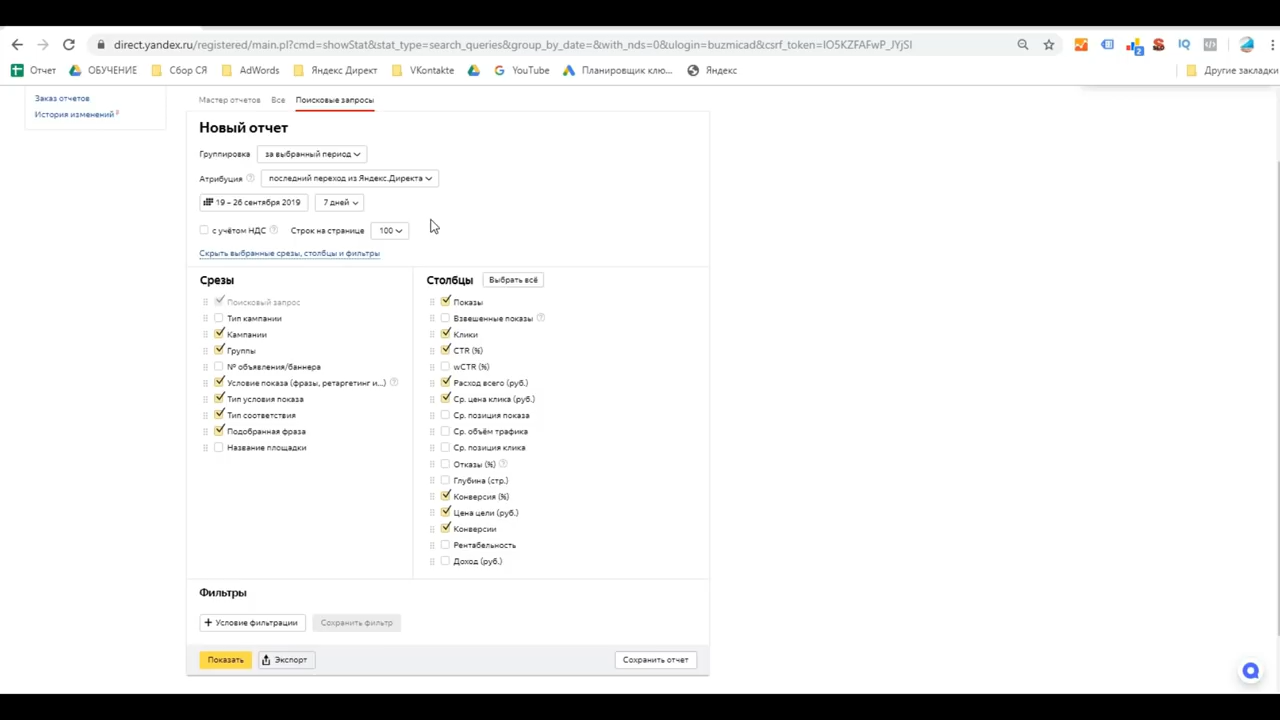 direct.yandex.ru/registered/main.pl?cmd=showStat&stat_type=search_queries&group_by_date=&with_nds=0&ulogin=buzmicad&csrf_token=IO5KZFAFwP_JYjSI
Отчет ОБУЧЕНИЕ Сбор СЯ AdWords Яндекс Директ VKontakte YouTube Планировщик клю... Яндекс Другие закладки
Заказ отчетов
История изменений β
Мастер отчетов Все Поисковые запросы
Новый отчет
Группировка за выбранный период
Атрибуция ? последний переход из Яндекс.Директа
19 – 26 сентября 2019 7 дней
с учётом НДС ? Строк на странице 100
Скрыть выбранные срезы, столбцы и фильтры
Срезы
Поисковый запрос
Тип кампании
Кампании
Группы
№ объявления/баннера
Условие показа (фразы, ретаргетинг и...) ?
Тип условия показа
Тип соответствия
Подобранная фраза
Название площадки
Столбцы Выбрать всё
Показы
Взвешенные показы ?
Клики
CTR (%)
wCTR (%)
Расход всего (руб.)
Ср. цена клика (руб.)
Ср. позиция показа
Ср. объём трафика
Ср. позиция клика
Отказы (%) ?
Глубина (стр.)
Конверсия (%)
Цена цели (руб.)
Конверсии
Рентабельность
Доход (руб.)
Фильтры
+ Условие фильтрации Сохранить фильтр
Показать Экспорт Сохранить отчет